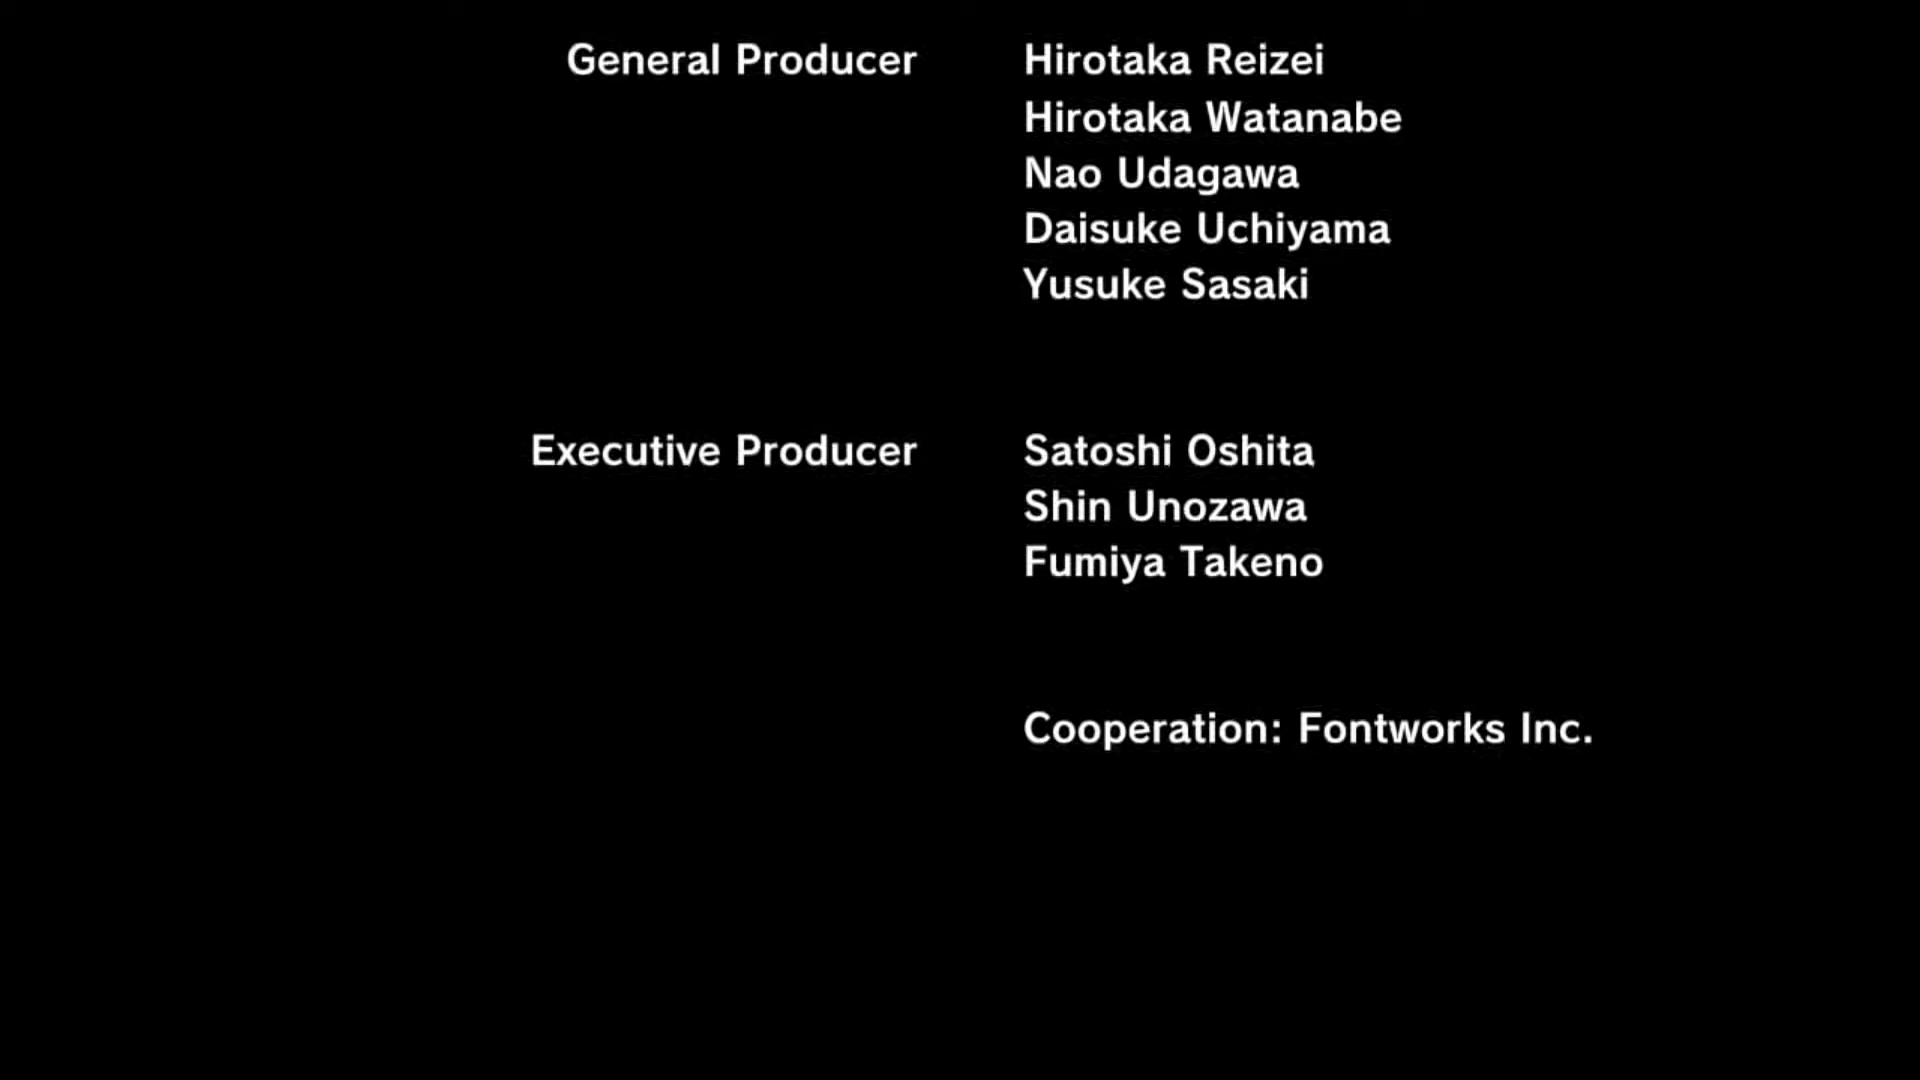 General Producer Hirotaka Reizei
Hirotaka Watanabe
Nao Udagawa
Daisuke Uchiyama
Yusuke Sasaki
Executive Producer Satoshi Oshita
Shin Unozawa
Fumiya Takeno
Cooperation: Fontworks Inc.